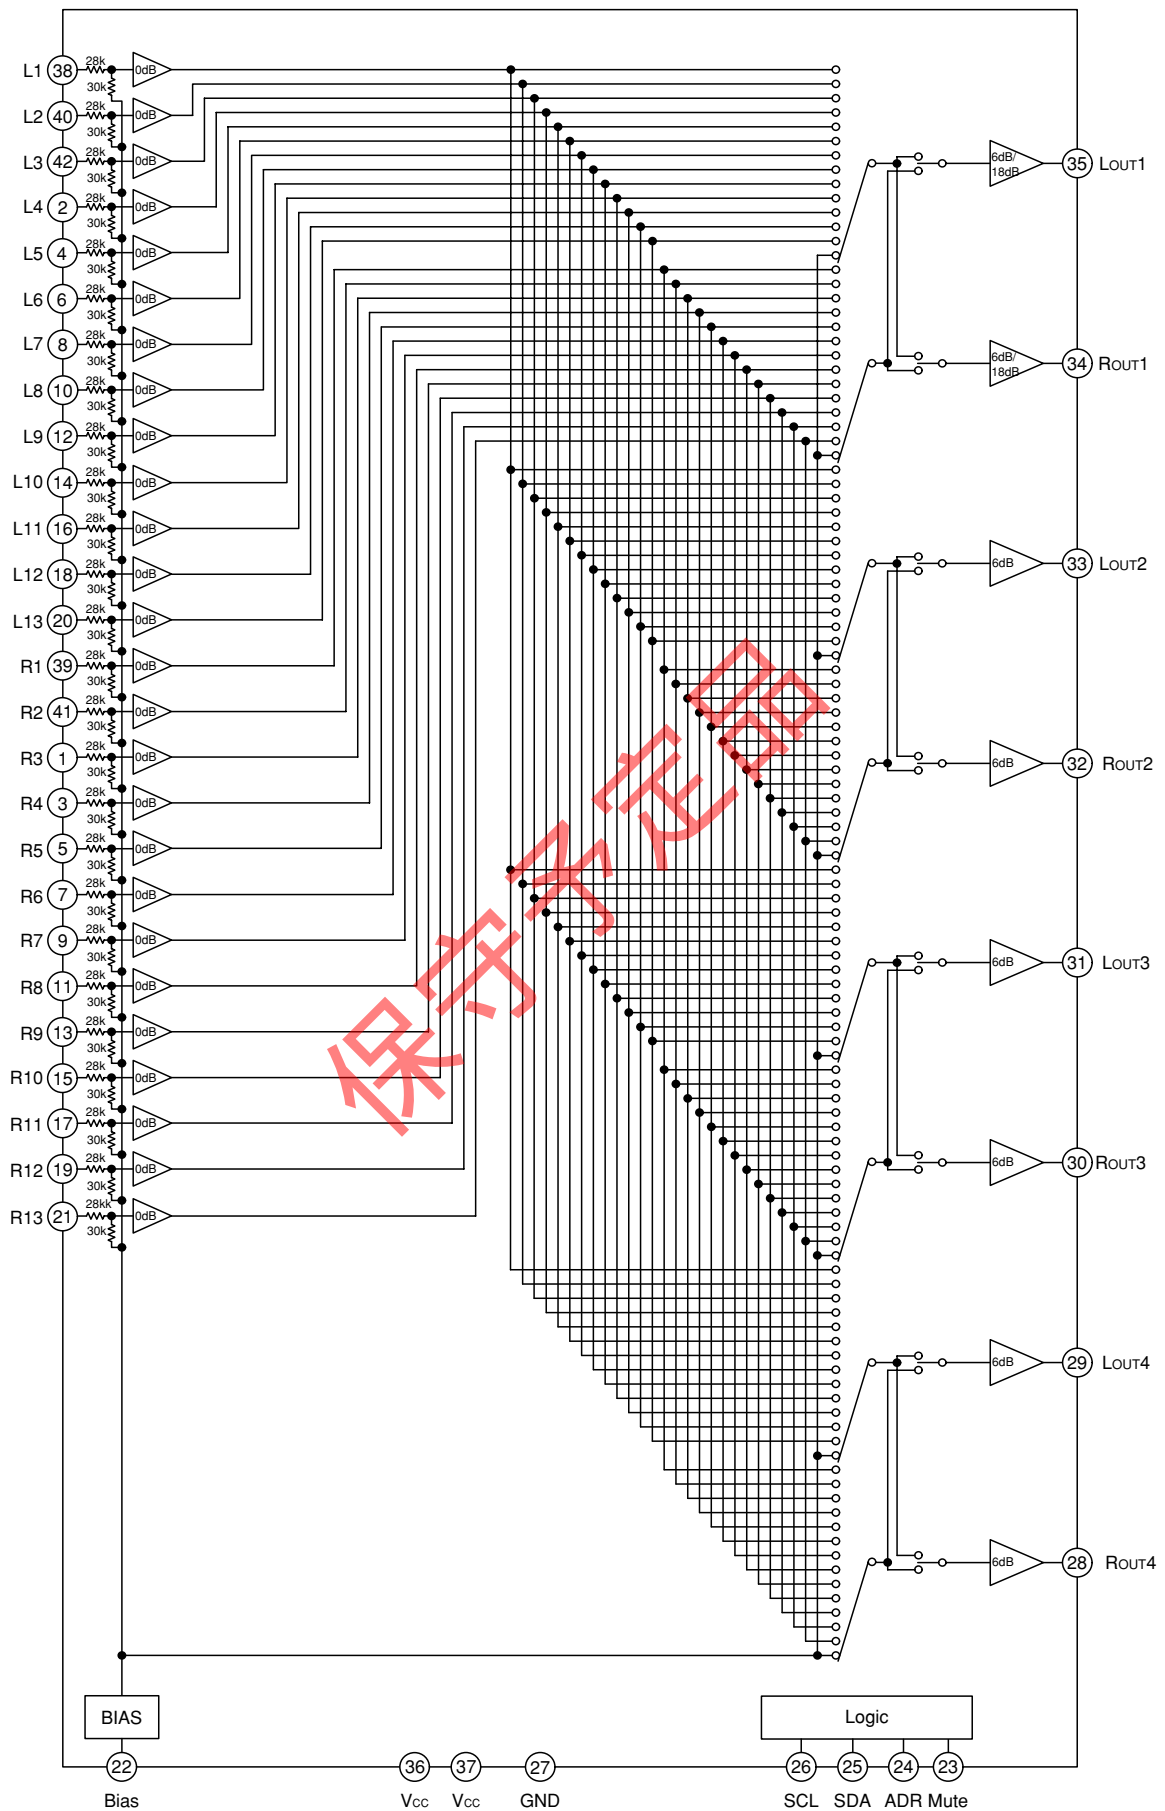 L1 38 28k 30k 0dB
L2 40 28k 30k 0dB
L3 42 28k 30k 0dB
L4 2 28k 30k 0dB
L5 4 28k 30k 0dB
L6 6 28k 30k 0dB
L7 8 28k 30k 0dB
L8 10 28k 30k 0dB
L9 12 28k 30k 0dB
L10 14 28k 30k 0dB
L11 16 28k 30k 0dB
L12 18 28k 30k 0dB
L13 20 28k 30k 0dB
R1 39 28k 30k 0dB
R2 41 28k 30k 0dB
R3 1 28k 30k 0dB
R4 3 28k 30k 0dB
R5 5 28k 30k 0dB
R6 7 28k 30k 0dB
R7 9 28k 30k 0dB
R8 11 28k 30k 0dB
R9 13 28k 30k 0dB
R10 15 28k 30k 0dB
R11 17 28k 30k 0dB
R12 19 28k 30k 0dB
R13 21 28kk 30k 0dB
6dB/
18dB
35 LOUT1
6dB/
18dB
34 ROUT1
6dB 33 LOUT2
6dB 32 ROUT2
6dB 31 LOUT3
6dB 30 ROUT3
6dB 29 LOUT4
6dB 28 ROUT4
保守予定品
BIAS
Logic
22 36 37 27 26 25 24 23
Bias VCC VCC GND SCL SDA ADR Mute